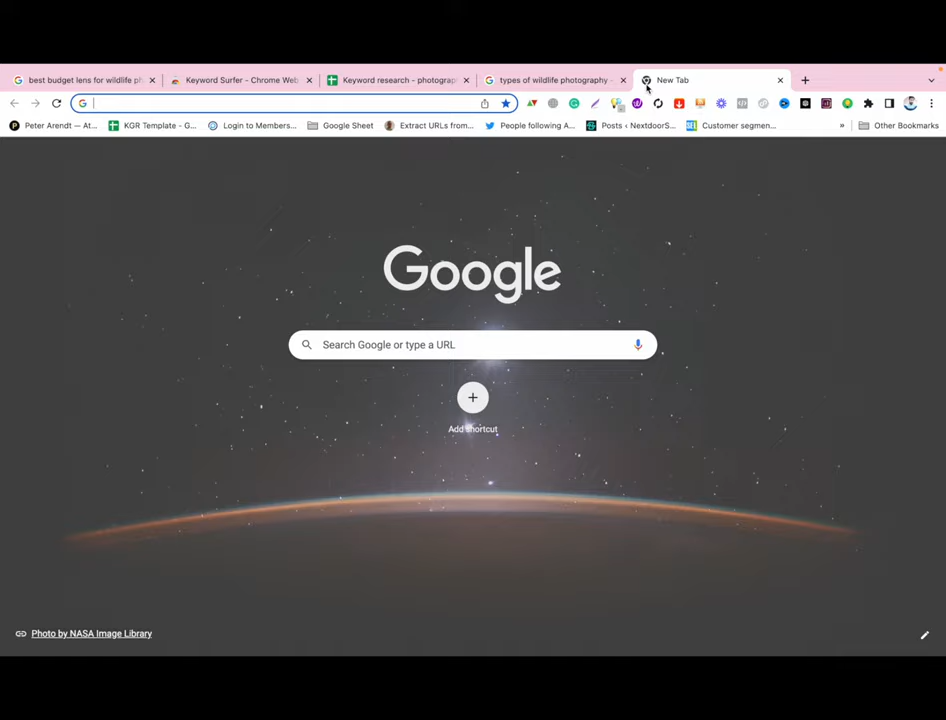 best budget lens for wildlife ph
Keyword Surfer - Chrome Web
Keyword research - photograp
types of wildlife photography -
New Tab
Peter Arendt — At...
KGR Template - G...
Login to Members...
Google Sheet
Extract URLs from...
People following A...
Posts ‹ NextdoorS...
Customer segmen...
»
Other Bookmarks
Google
Search Google or type a URL
Add shortcut
Photo by NASA Image Library